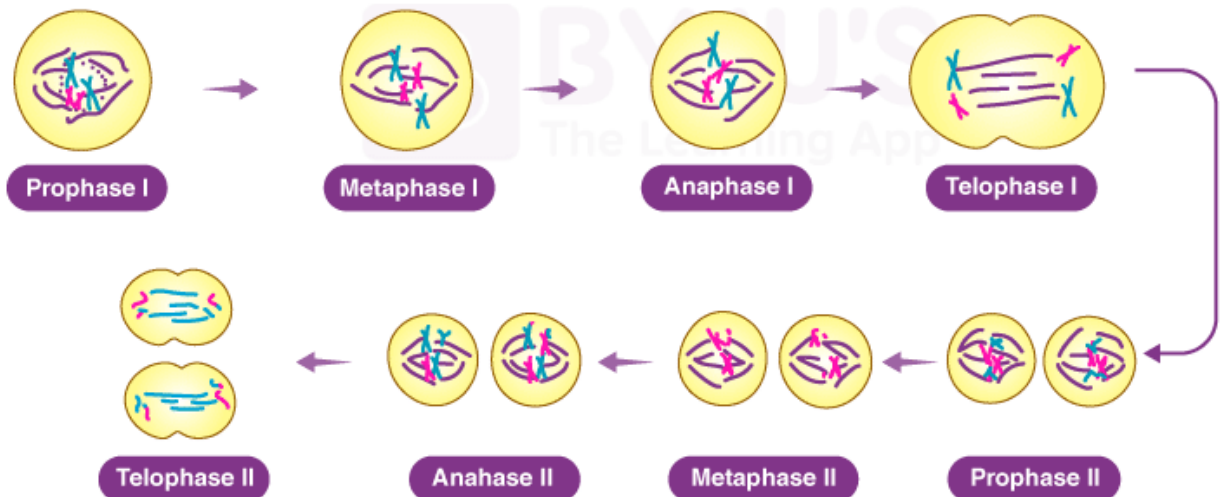 BYJU'S
The Learning App
Prophase I
Metaphase I
Anaphase I
Telophase I
Telophase II
Anahase II
Metaphase II
Prophase II